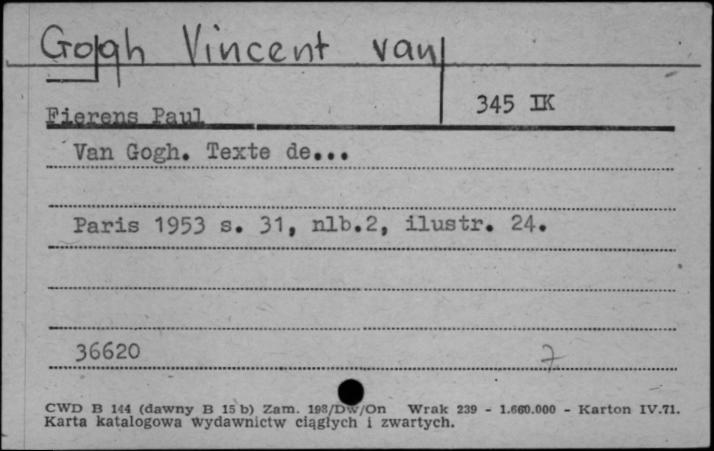 Gogh Vincent van
345 IK
Fierens Paul
Van Gogh. Texte de...
Paris 1953 s. 31, nlb.2, ilustr. 24.
36620 7
CWD B 144 (dawny B 15 b) Zam. 198/DW/On Wrak 239 - 1.660.000 - Karton IV.71.
Karta katalogowa wydawnictw ciągłych i zwartych.